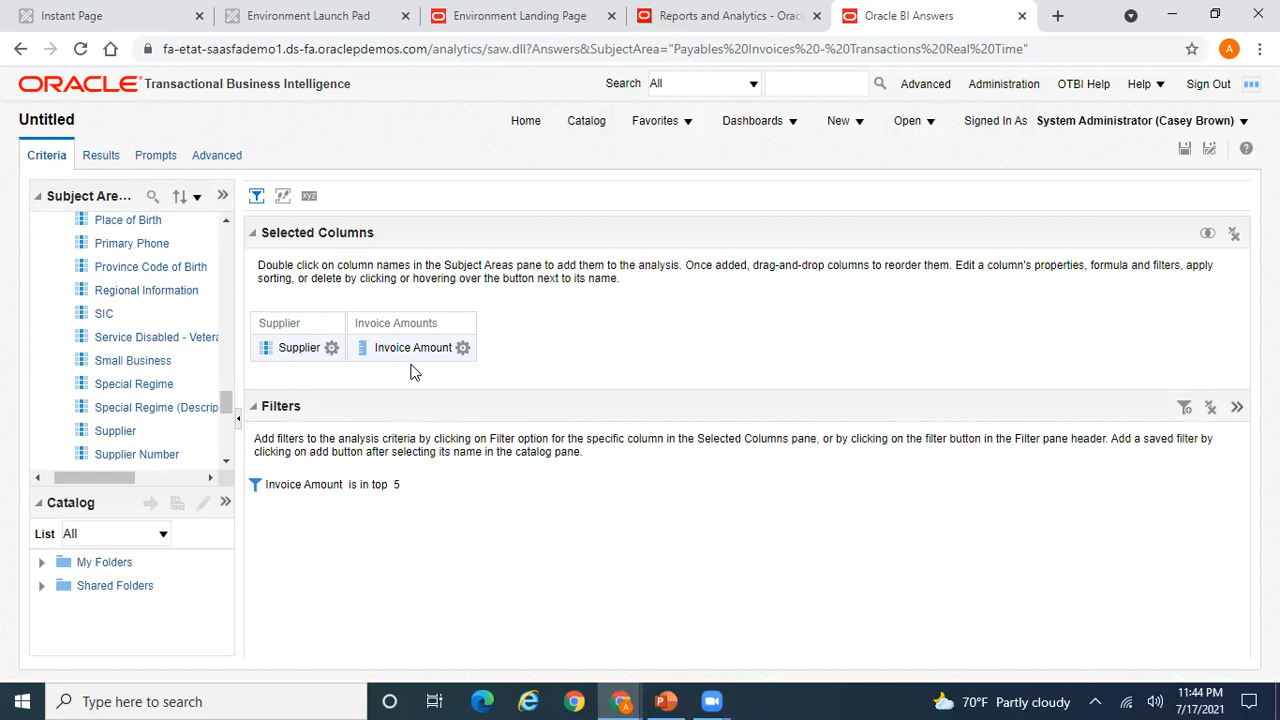 Instant Page
Environment Launch Pad
Environment Landing Page
Reports and Analytics - Orac
Oracle BI Answers
fa-etat-saasfademo1.ds-fa.oraclepdemos.com/analytics/saw.dll?Answers&SubjectArea="Payables%20Invoices%20-%20Transactions%20Real%20Time"
A
ORACLE Transactional Business Intelligence
Search All
Advanced Administration OTBI Help Help Sign Out
Untitled
Home Catalog Favorites Dashboards New Open Signed In As System Administrator (Casey Brown)
Criteria Results Prompts Advanced
Subject Are...
Place of Birth
Primary Phone
Province Code of Birth
Regional Information
SIC
Service Disabled - Vetera
Small Business
Special Regime
Special Regime (Descrip
Supplier
Supplier Number
Catalog
List All
My Folders
Shared Folders
xyz
Selected Columns
Double click on column names in the Subject Areas pane to add them to the analysis. Once added, drag-and-drop columns to reorder them. Edit a column's properties, formula and filters, apply
sorting, or delete by clicking or hovering over the button next to its name.
Supplier Invoice Amounts
Supplier Invoice Amount
Filters
Add filters to the analysis criteria by clicking on Filter option for the specific column in the Selected Columns pane, or by clicking on the filter button in the Filter pane header. Add a saved filter by
clicking on add button after selecting its name in the catalog pane.
Invoice Amount is in top 5
Type here to search
70°F Partly cloudy
11:44 PM
7/17/2021